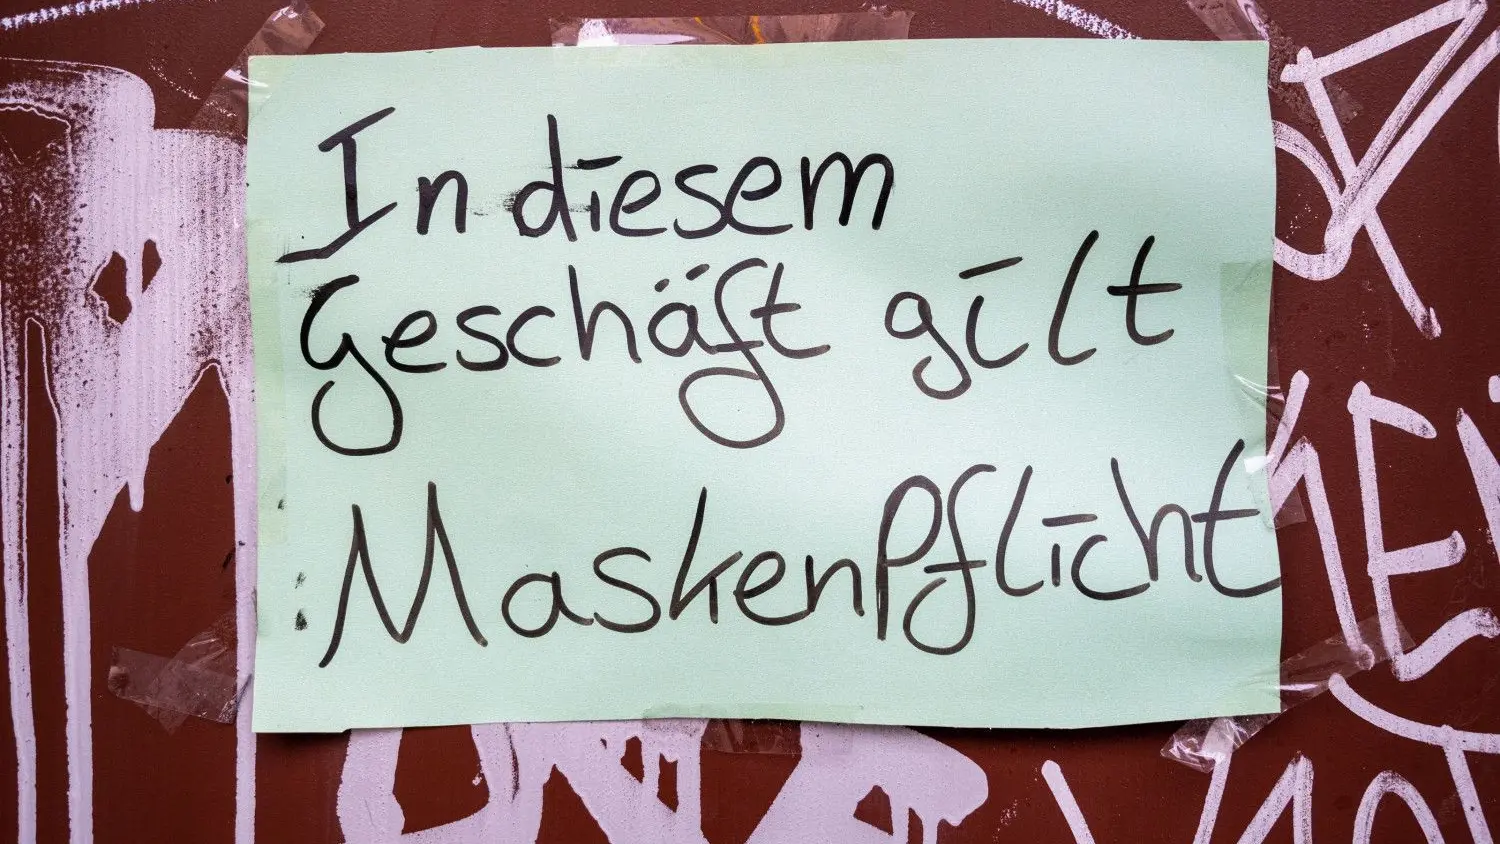 In diesem
Geschäft gilt
Maskenpflicht